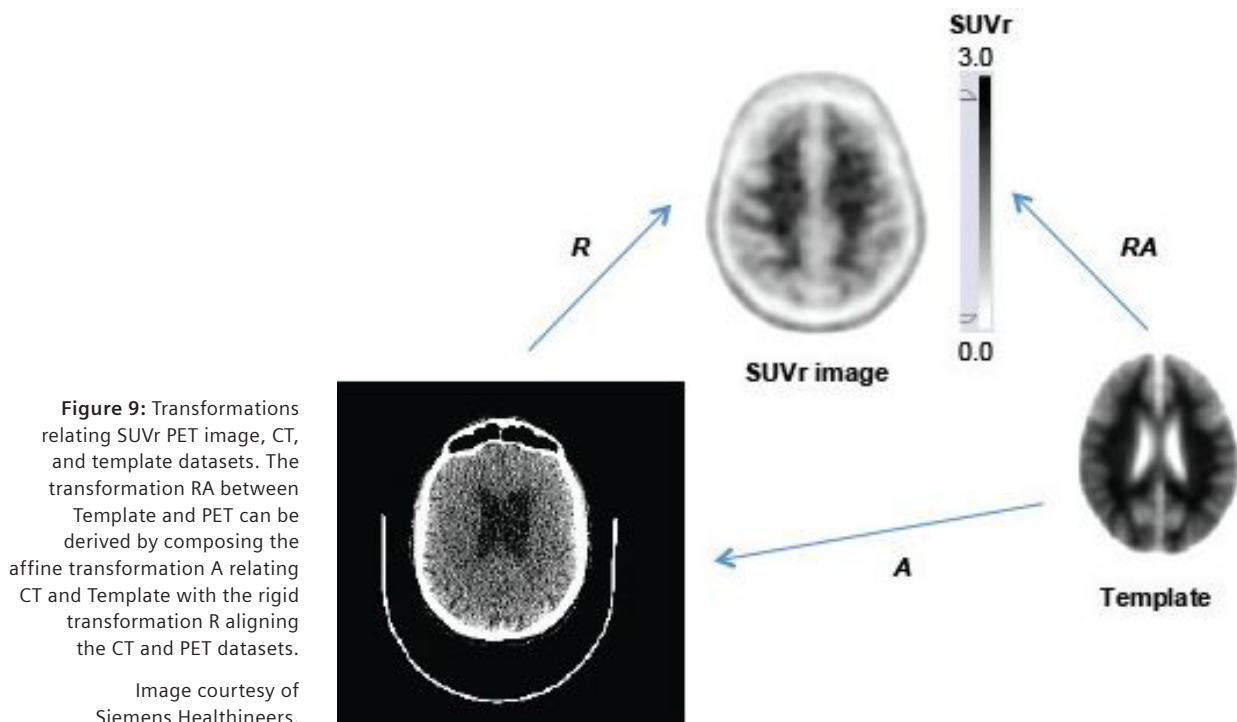 SUVr
3.0
R
RA
0.0
SUVr image
Figure 9: Transformations
relating SUVr PET image, CT,
and template datasets. The
transformation RA between
Template and PET can be
derived by composing the
affine transformation A relating
CT and Template with the rigid
transformation R aligning
the CT and PET datasets.
A
Template
Image courtesy of
Siemens Healthineers.